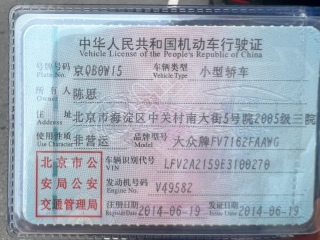 中华人民共和国机动车行驶证
Vehicle License of the People's Republic of China
号牌号码 京QB0W15 车辆类型 小型轿车
Plate No. Vehicle Type
所有人 陈思
住址 北京市海淀区中关村南大街5号院2005级三院
使用性质 非营运 品牌型号 大众牌FV7162FAAWG
Use Character Model
北京市公 车辆识别代号 LFV2A2159E3100270
VIN
安局公安 发动机号码 V49582
Engine No.
交通管理局 注册日期 2014-06-19 发证日期 2014-06-19
Register Date Issue Date